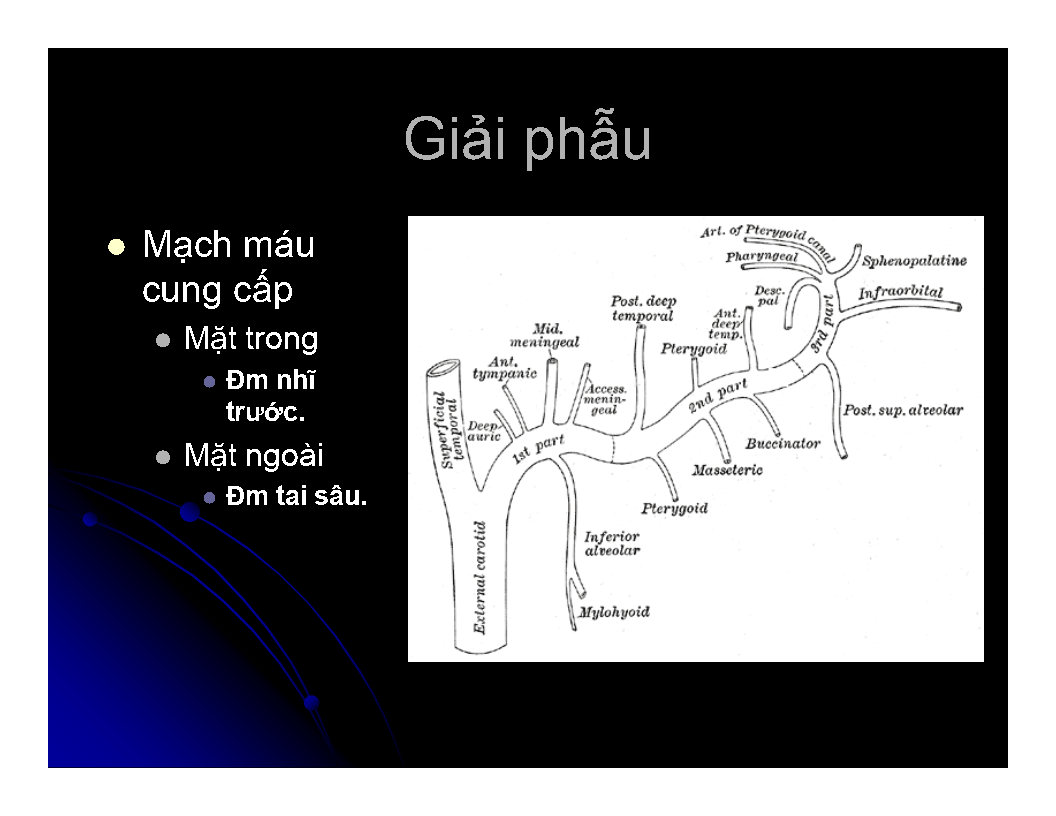 Giải phẫu
Mạch máu
cung cấp
Mặt trong
Đm nhĩ
trước.
Mặt ngoài
Đm tai sâu.
Art. of Pterygoid canal
Pharyngeal
Sphenopalatine
Desc.
pal
Infraorbital
3rd part
Post. deep
temporal
Ant.
deep
temp.
Pterygoid
Mid.
meningeal
Ant.
tympanic
Access.
menin-
geal
Deep
auric
Superficial
temporal
1st part
2nd part
Post. sup. alveolar
Buccinator
Masseteric
Pterygoid
Inferior
alveolar
Mylohyoid
External carotid